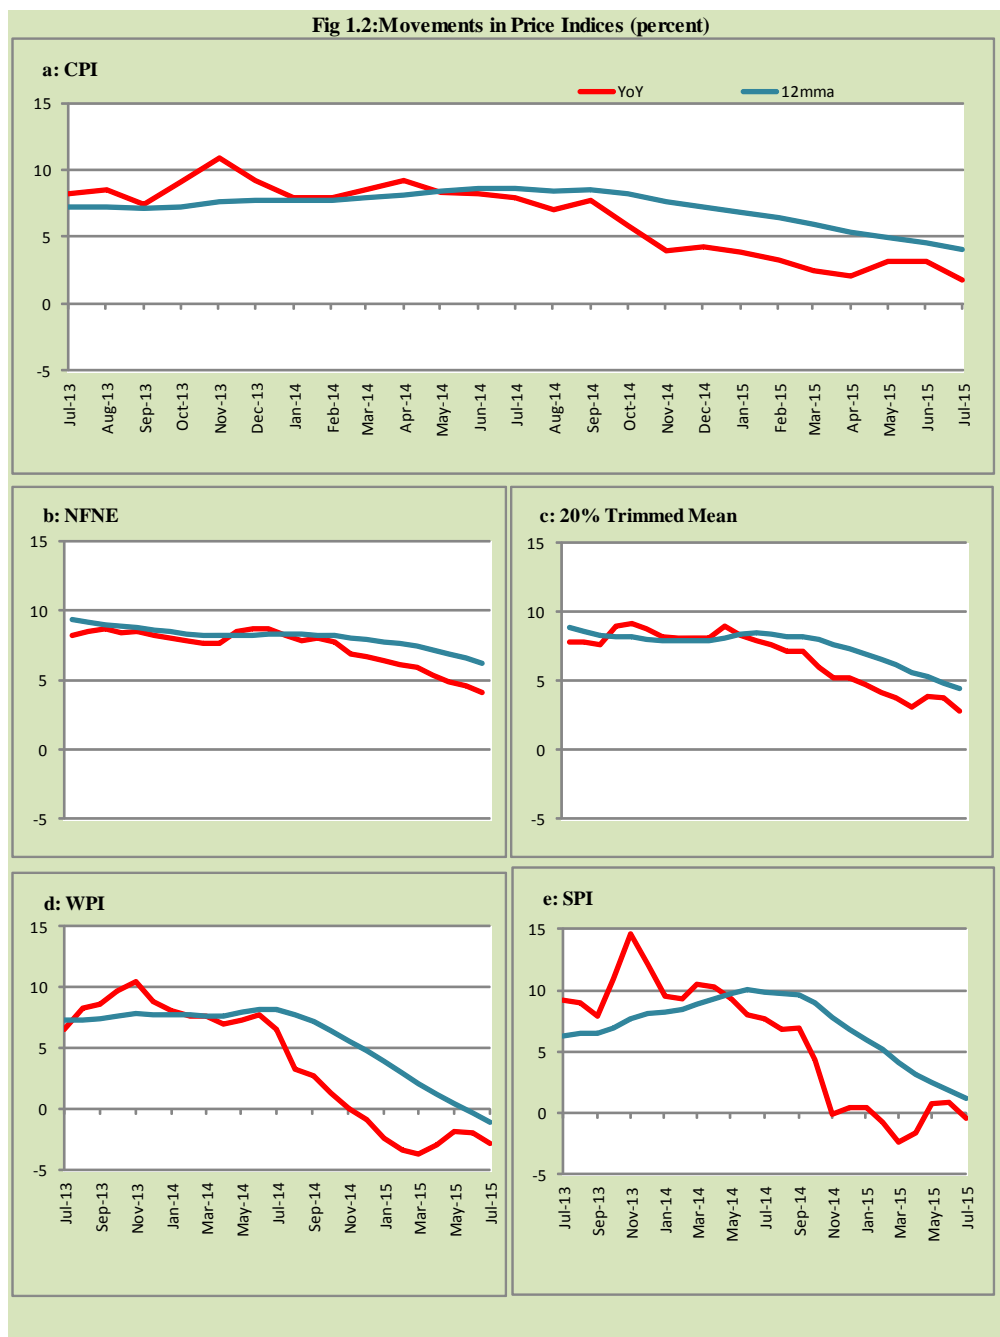 Fig 1.2:Movements in Price Indices (percent)
a: CPI
YoY 12mma
15
10
5
0
-5
Jul-13 Aug-13 Sep-13 Oct-13 Nov-13 Dec-13 Jan-14 Feb-14 Mar-14 Apr-14 May-14 Jun-14 Jul-14 Aug-14 Sep-14 Oct-14 Nov-14 Dec-14 Jan-15 Feb-15 Mar-15 Apr-15 May-15 Jun-15 Jul-15
b: NFNE
15
10
5
0
-5
c: 20% Trimmed Mean
15
10
5
0
-5
d: WPI
15
10
5
0
-5
Jul-13 Sep-13 Nov-13 Jan-14 Mar-14 May-14 Jul-14 Sep-14 Nov-14 Jan-15 Mar-15 May-15 Jul-15
e: SPI
15
10
5
0
-5
Jul-13 Sep-13 Nov-13 Jan-14 Mar-14 May-14 Jul-14 Sep-14 Nov-14 Jan-15 Mar-15 May-15 Jul-15